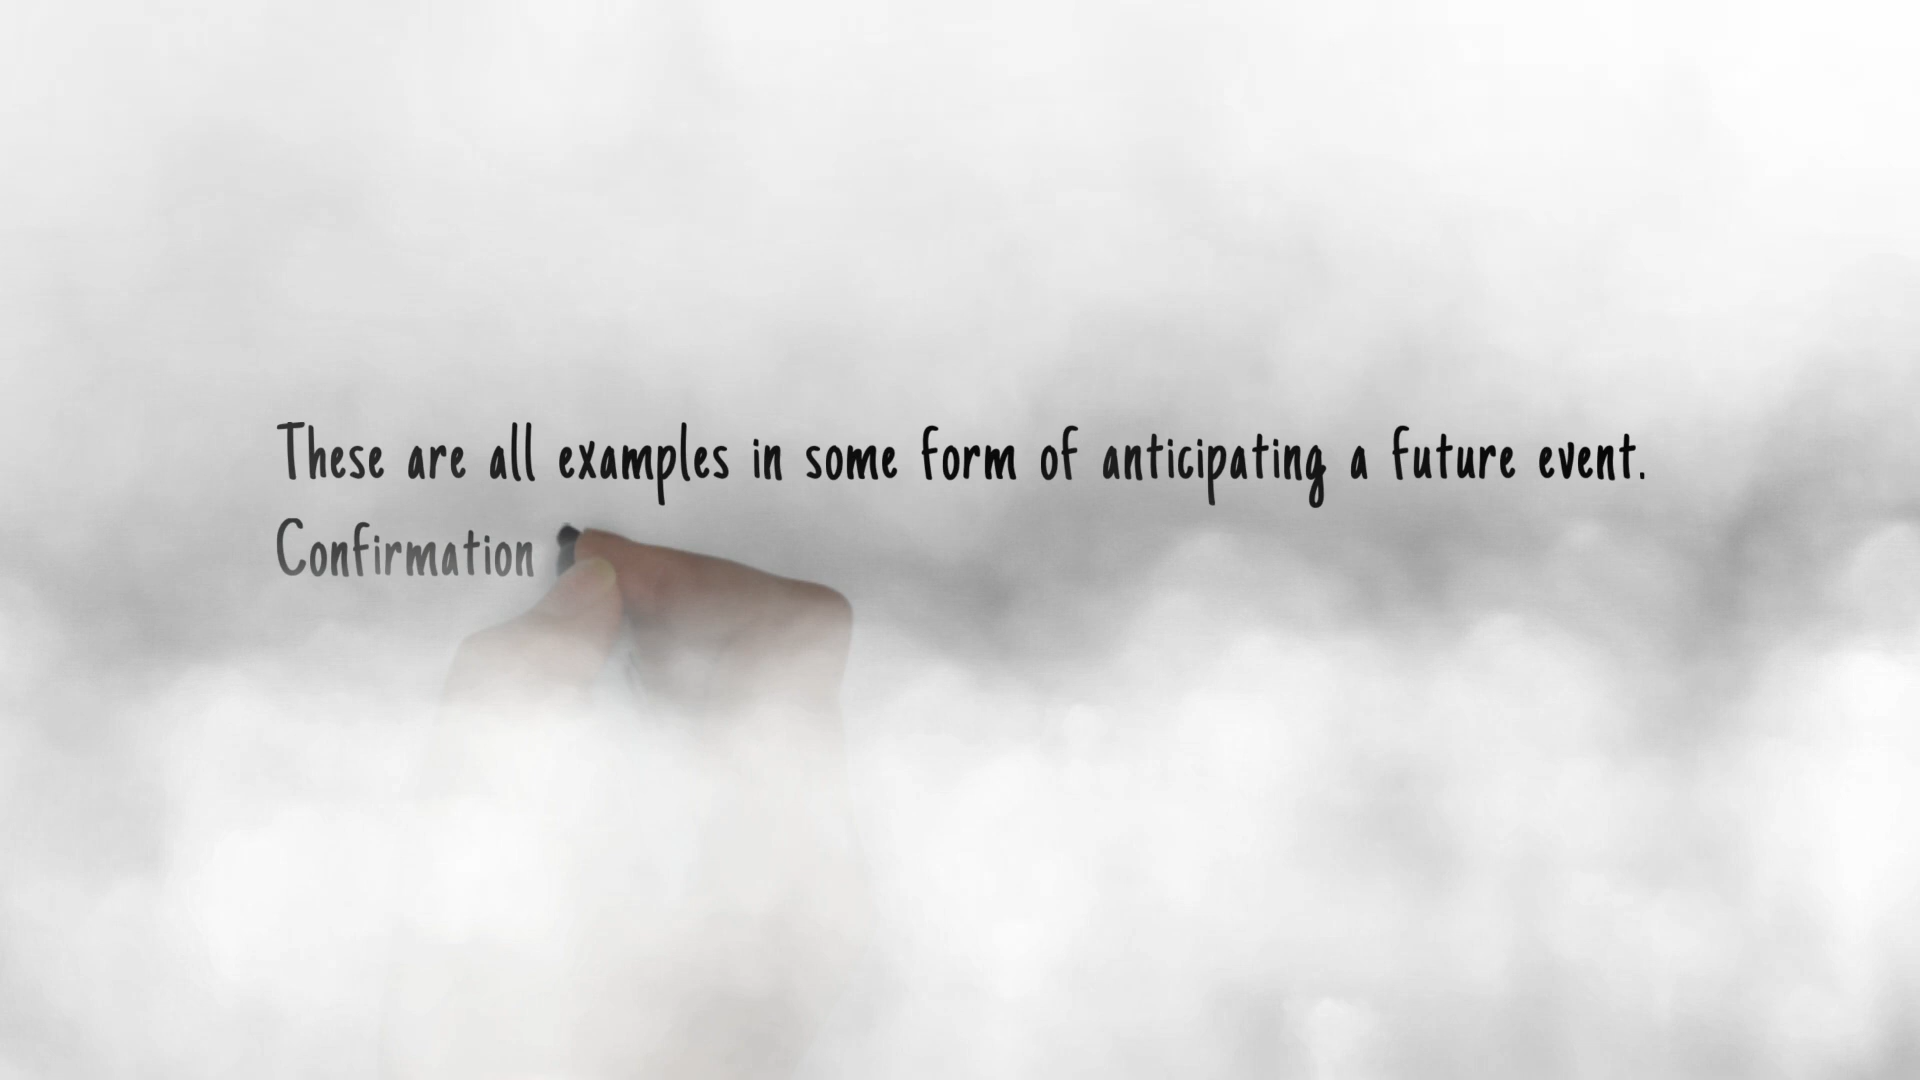 These are all examples in some form of anticipating a future event.
Confirmation